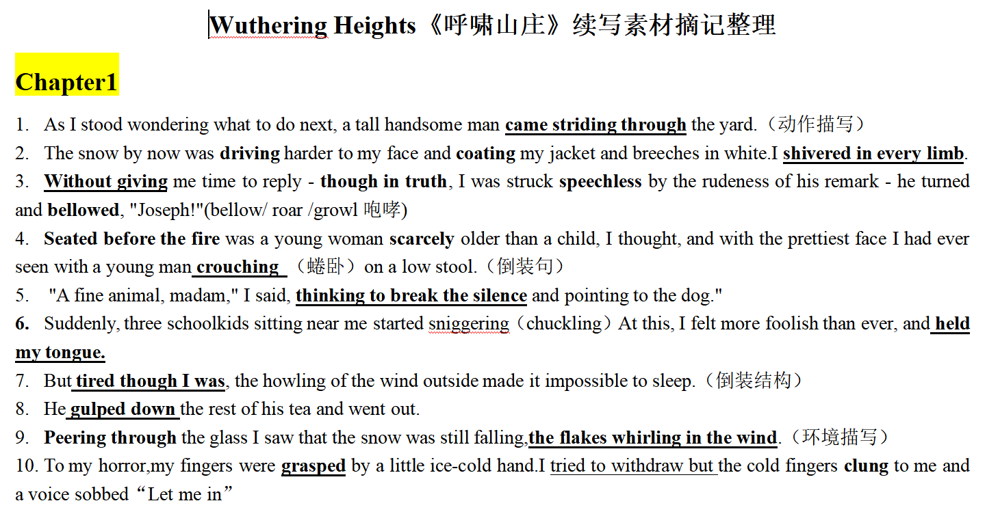 Wuthering Heights《呼啸山庄》续写素材摘记整理
Chapter1
1. As I stood wondering what to do next, a tall handsome man came striding through the yard.（动作描写）
2. The snow by now was driving harder to my face and coating my jacket and breeches in white.I shivered in every limb.
3. Without giving me time to reply - though in truth, I was struck speechless by the rudeness of his remark - he turned
and bellowed, "Joseph!"(bellow/ roar /growl 咆哮)
4. Seated before the fire was a young woman scarcely older than a child, I thought, and with the prettiest face I had ever
seen with a young man crouching （蜷卧）on a low stool.（倒装句）
5. "A fine animal, madam," I said, thinking to break the silence and pointing to the dog."
6. Suddenly, three schoolkids sitting near me started sniggering（chuckling）At this, I felt more foolish than ever, and held
my tongue.
7. But tired though I was, the howling of the wind outside made it impossible to sleep.（倒装结构）
8. He gulped down the rest of his tea and went out.
9. Peering through the glass I saw that the snow was still falling,the flakes whirling in the wind.（环境描写）
10. To my horror,my fingers were grasped by a little ice-cold hand.I tried to withdraw but the cold fingers clung to me and
a voice sobbed “Let me in”